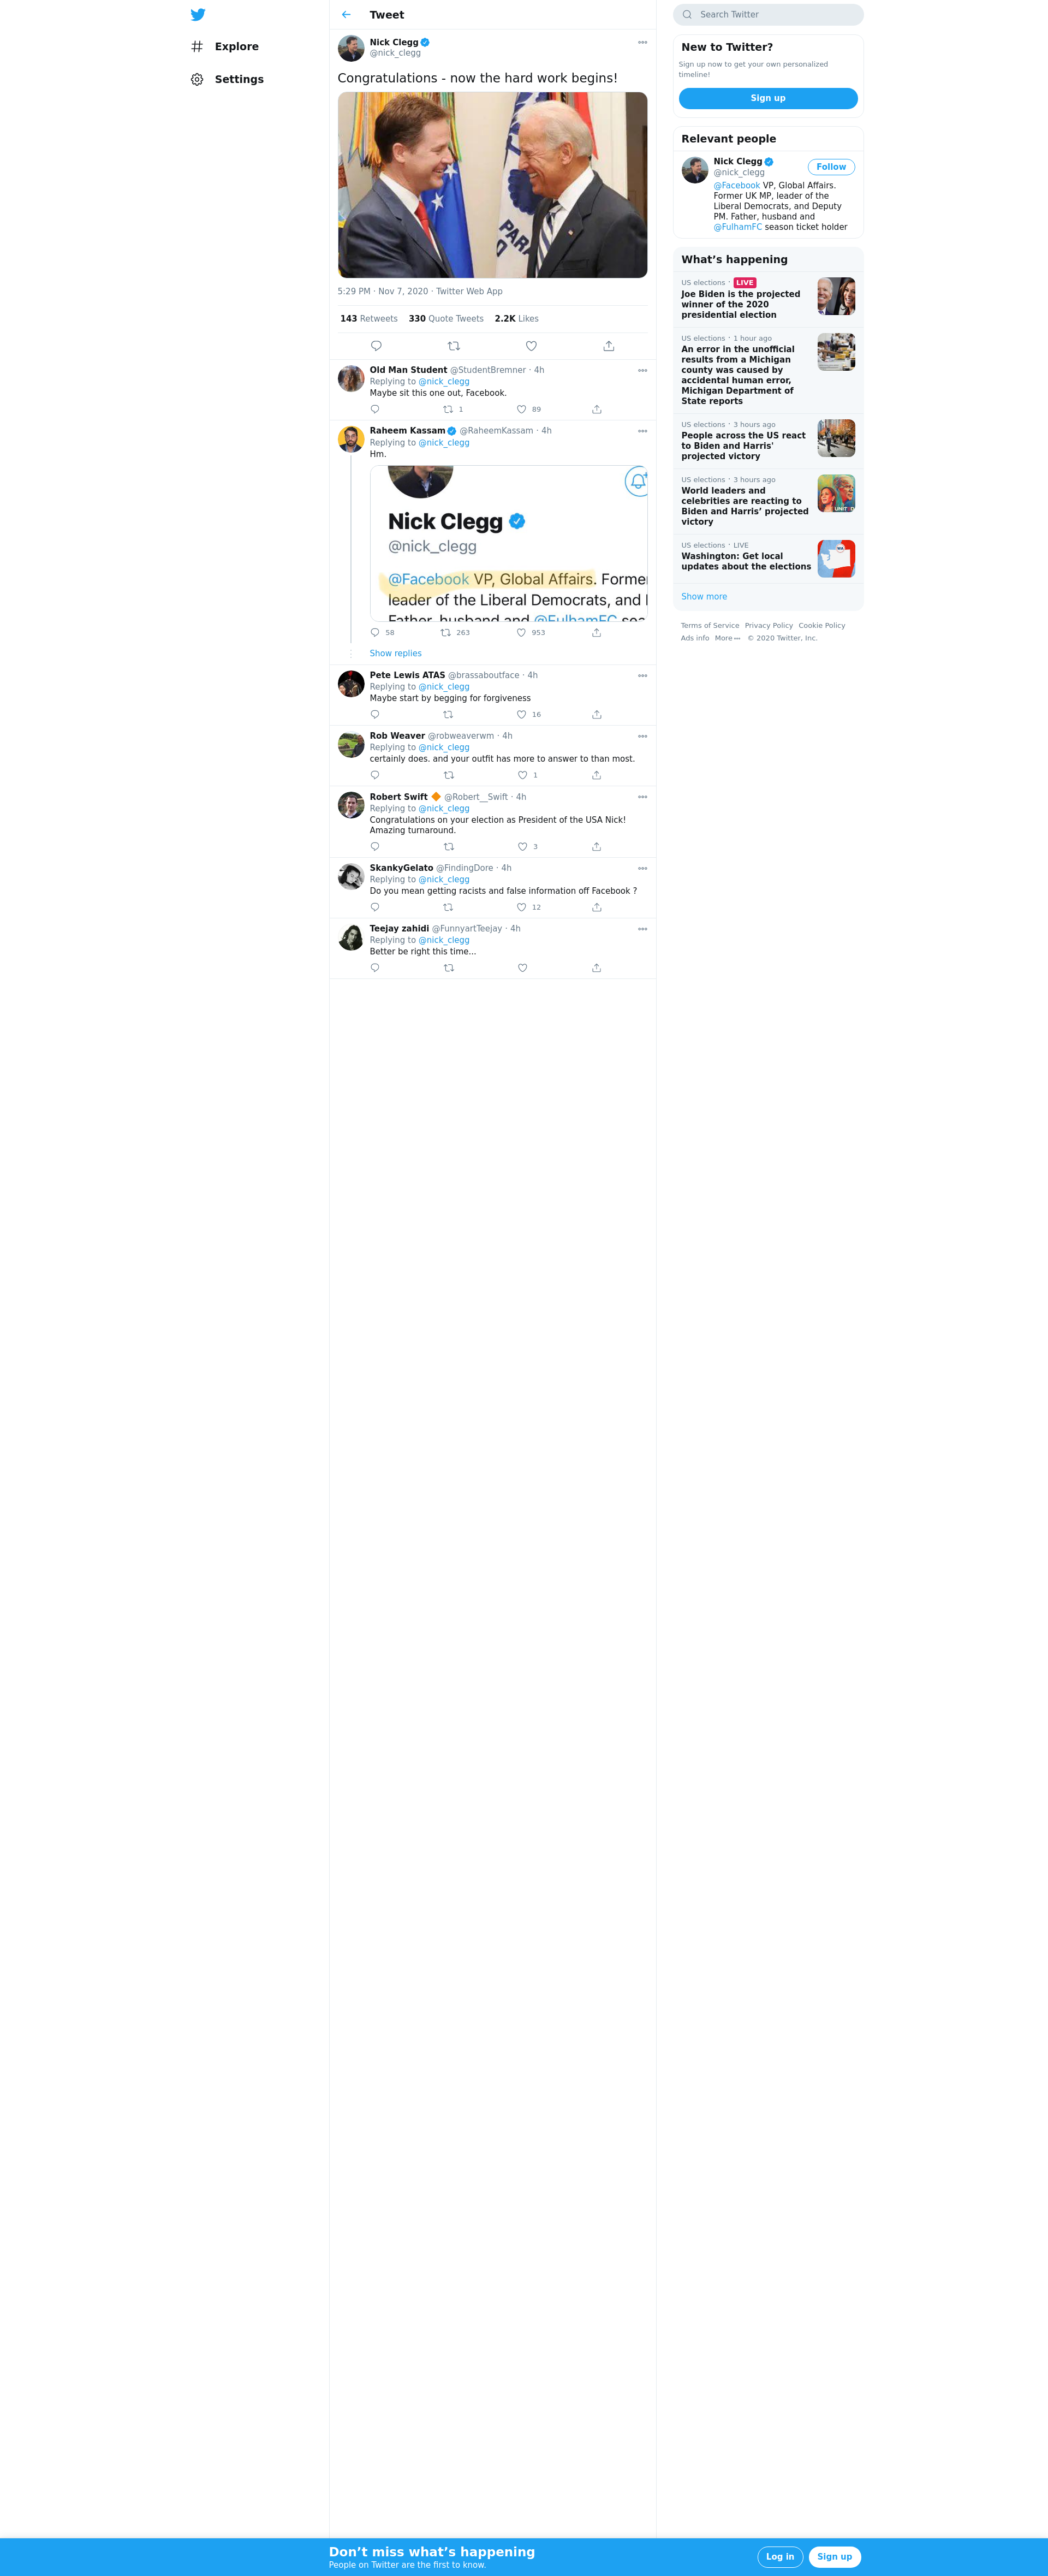 Explore
Settings
Tweet
Nick Clegg
@nick_clegg
Congratulations - now the hard work begins!
5:29 PM · Nov 7, 2020 · Twitter Web App
143 Retweets 330 Quote Tweets 2.2K Likes
Old Man Student @StudentBremner · 4h
Replying to @nick_clegg
Maybe sit this one out, Facebook.
1 89
Raheem Kassam @RaheemKassam · 4h
Replying to @nick_clegg
Hm.
Nick Clegg
@nick_clegg
@Facebook VP, Global Affairs. Former
leader of the Liberal Democrats, and
Father, husband and @FulhamFC
58 263 953
Show replies
Pete Lewis ATAS @brassaboutface · 4h
Replying to @nick_clegg
Maybe start by begging for forgiveness
16
Rob Weaver @robweaverwm · 4h
Replying to @nick_clegg
certainly does. and your outfit has more to answer to than most.
1
Robert Swift 🔶 @Robert__Swift · 4h
Replying to @nick_clegg
Congratulations on your election as President of the USA Nick!
Amazing turnaround.
3
SkankyGelato @FindingDore · 4h
Replying to @nick_clegg
Do you mean getting racists and false information off Facebook ?
12
Teejay zahidi @FunnyartTeejay · 4h
Replying to @nick_clegg
Better be right this time...
Search Twitter
New to Twitter?
Sign up now to get your own personalized
timeline!
Sign up
Relevant people
Nick Clegg
@nick_clegg
Follow
@Facebook VP, Global Affairs.
Former UK MP, leader of the
Liberal Democrats, and Deputy
PM. Father, husband and
@FulhamFC season ticket holder
What's happening
US elections · LIVE
Joe Biden is the projected
winner of the 2020
presidential election
US elections · 1 hour ago
An error in the unofficial
results from a Michigan
county was caused by
accidental human error,
Michigan Department of
State reports
US elections · 3 hours ago
People across the US react
to Biden and Harris'
projected victory
US elections · 3 hours ago
World leaders and
celebrities are reacting to
Biden and Harris' projected
victory
US elections · LIVE
Washington: Get local
updates about the elections
Show more
Terms of Service Privacy Policy Cookie Policy
Ads info More © 2020 Twitter, Inc.
Don't miss what's happening
People on Twitter are the first to know.
Log in
Sign up